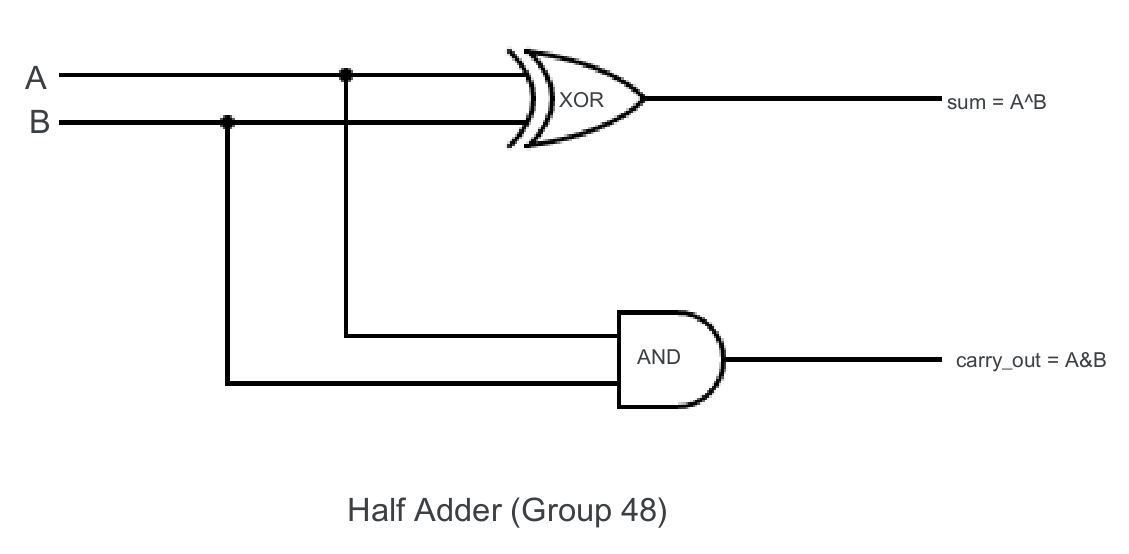 A
B
XOR
sum = A^B
AND
carry_out = A&B
Half Adder (Group 48)